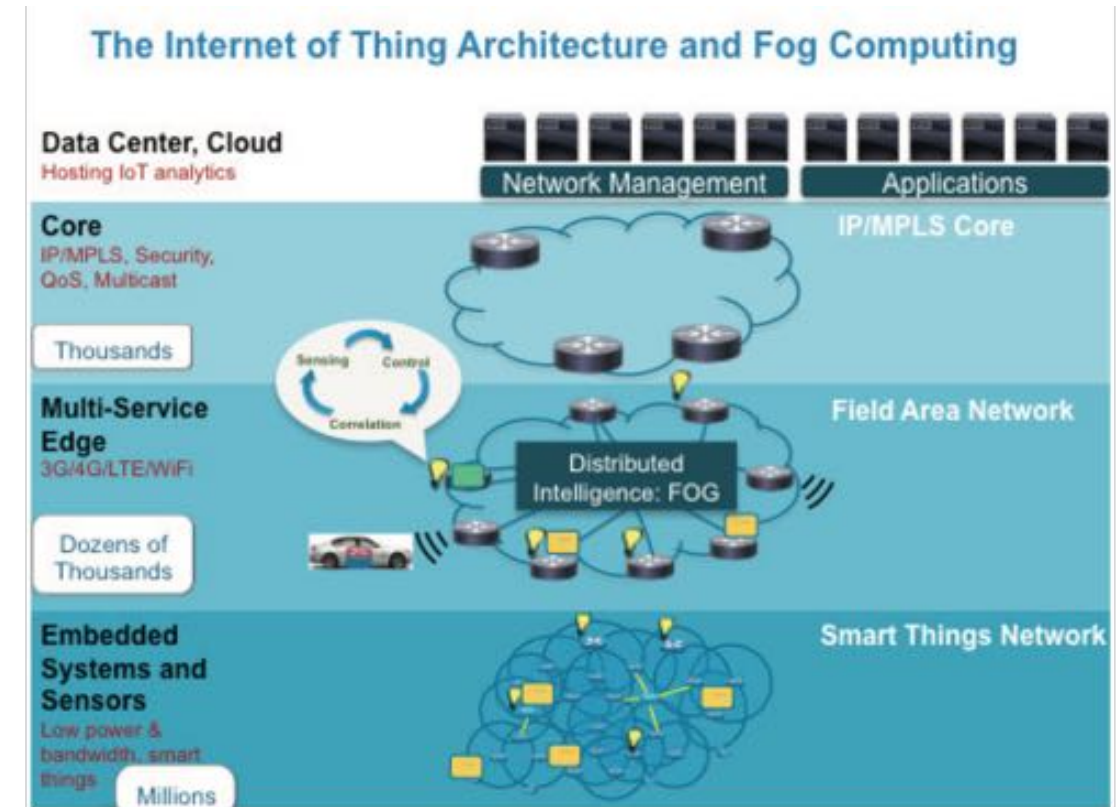 The Internet of Thing Architecture and Fog Computing
Data Center, Cloud
Hosting IoT analytics
Network Management
Applications
Core
IP/MPLS, Security,
QoS, Multicast
IP/MPLS Core
Thousands
Sensing
Control
Correlation
Multi-Service
Edge
3G/4G/LTE/WiFi
Field Area Network
Distributed
Intelligence: FOG
Dozens of
Thousands
Embedded
Systems and
Sensors
Low power &
bandwidth, smart
things
Smart Things Network
Millions